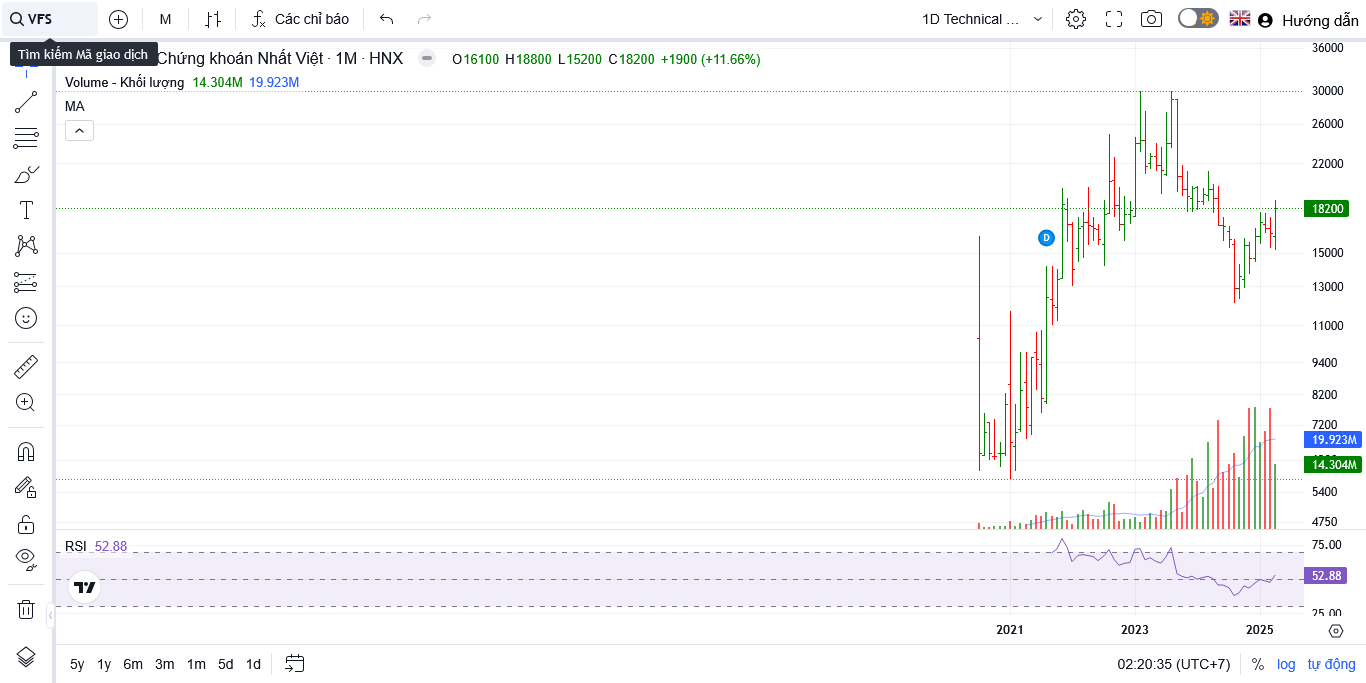 VFS M Các chỉ báo 1D Technical ... Hướng dẫn
Tìm kiếm Mã giao dịch
Chứng khoán Nhất Việt · 1M · HNX O16100 H18800 L15200 C18200 +1900 (+11.66%)
Volume - Khối lượng 14.304M 19.923M
MA
36000
30000
26000
22000
18200
D
15000
13000
11000
9400
8200
7200
19.923M
14.304M
5400
4750
RSI 52.88
75.00
52.88
25.00
2021 2023 2025
5y 1y 6m 3m 1m 5d 1d 02:20:35 (UTC+7) % log tự động